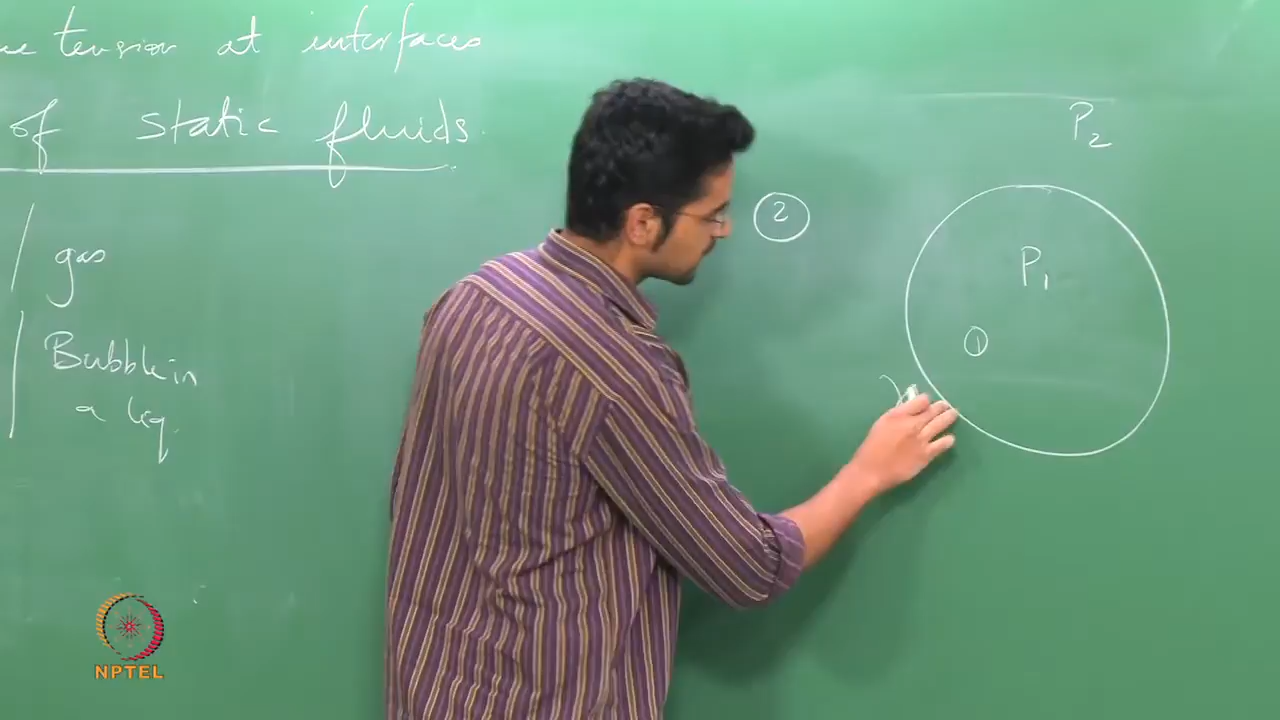 tension at interfaces
of static fluids.
gas
Bubble in
a liq.
P2
2
P1
1
NPTEL